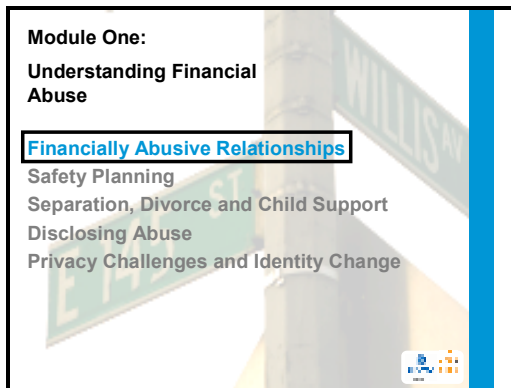 Module One:
Understanding Financial
Abuse
Financially Abusive Relationships
Safety Planning
Separation, Divorce and Child Support
Disclosing Abuse
Privacy Challenges and Identity Change
WILLIS AV
E 145 ST